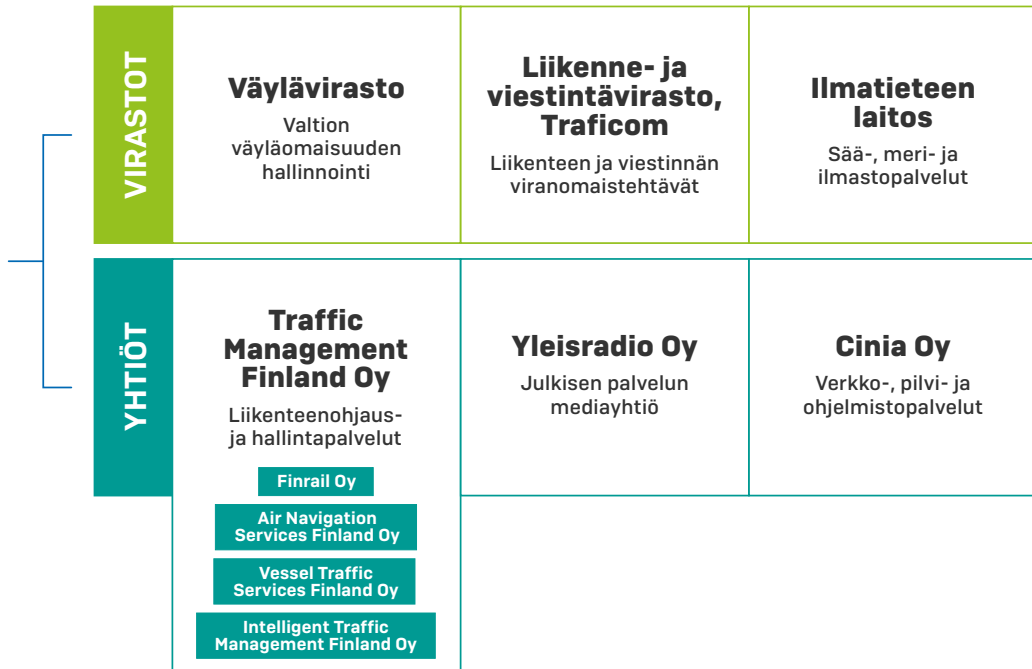 VIRASTOT
Väylävirasto
Valtion
väyläomaisuuden
hallinnointi
Liikenne- ja
viestintävirasto,
Traficom
Liikenteen ja viestinnän
viranomaistehtävät
Ilmatieteen
laitos
Sää-, meri- ja
ilmastopalvelut
YHTIÖT
Traffic
Management
Finland Oy
Liikenteenohjaus-
ja hallintapalvelut
Finrail Oy
Air Navigation
Services Finland Oy
Vessel Traffic
Services Finland Oy
Intelligent Traffic
Management Finland Oy
Yleisradio Oy
Julkisen palvelun
mediayhtiö
Cinia Oy
Verkko-, pilvi- ja
ohjelmistopalvelut